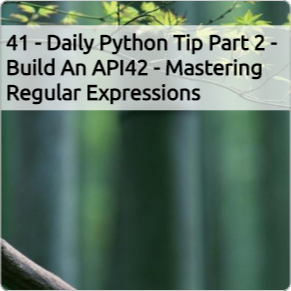 41 - Daily Python Tip Part 2 -
Build An API42 - Mastering
Regular Expressions